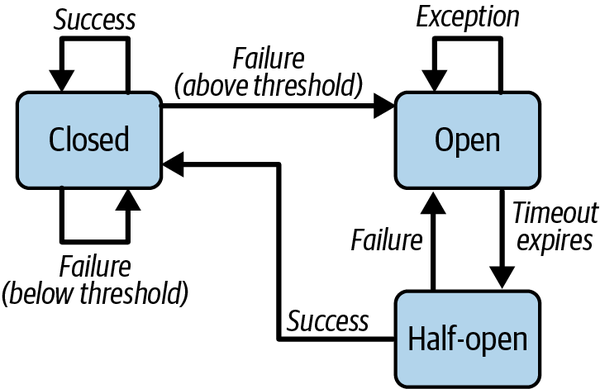 Success
Exception
Failure
(above threshold)
Closed
Open
Failure
(below threshold)
Failure
Timeout
expires
Success
Half-open